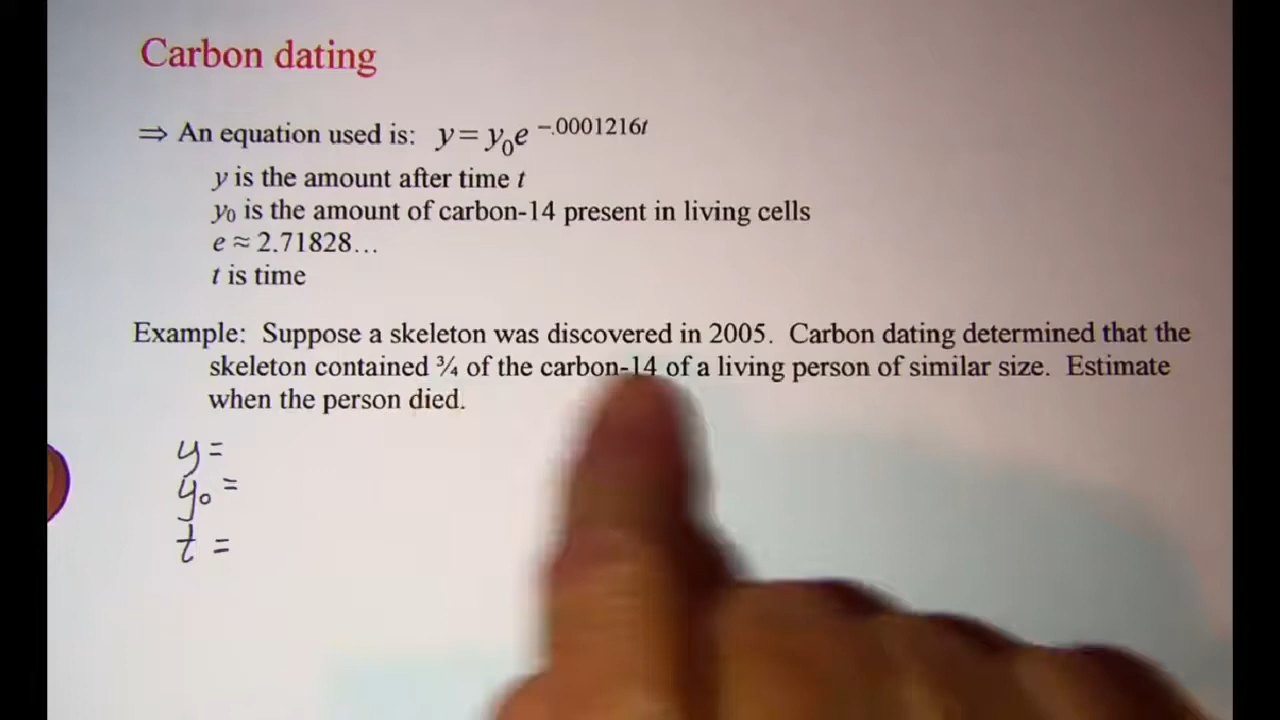 Carbon dating
⇒ An equation used is: y = y₀e^−.0001216t
y is the amount after time t
y₀ is the amount of carbon-14 present in living cells
e ≈ 2.71828...
t is time
Example: Suppose a skeleton was discovered in 2005. Carbon dating determined that the
skeleton contained ¾ of the carbon-14 of a living person of similar size. Estimate
when the person died.
y =
y₀ =
t =